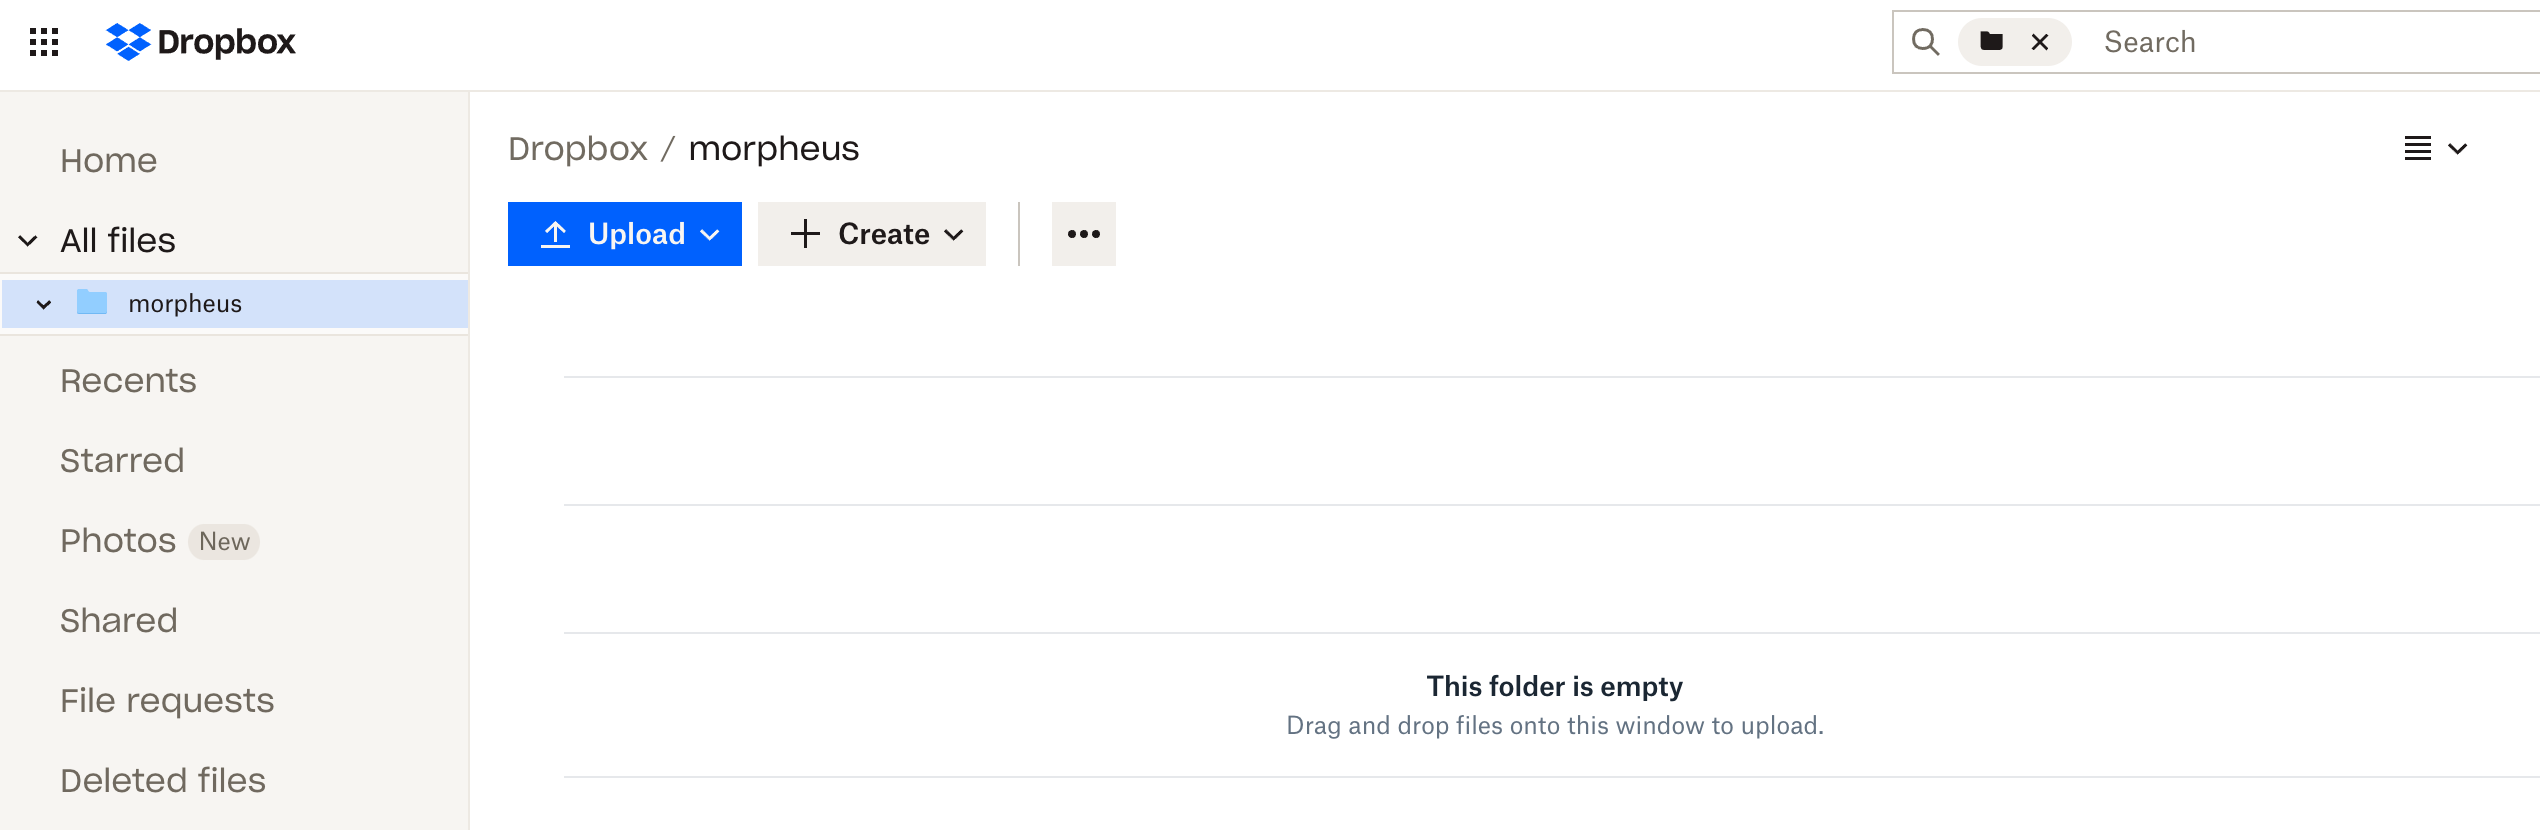 Dropbox
Search
Home
All files
morpheus
Recents
Starred
Photos New
Shared
File requests
Deleted files
Dropbox / morpheus
Upload
Create
This folder is empty
Drag and drop files onto this window to upload.